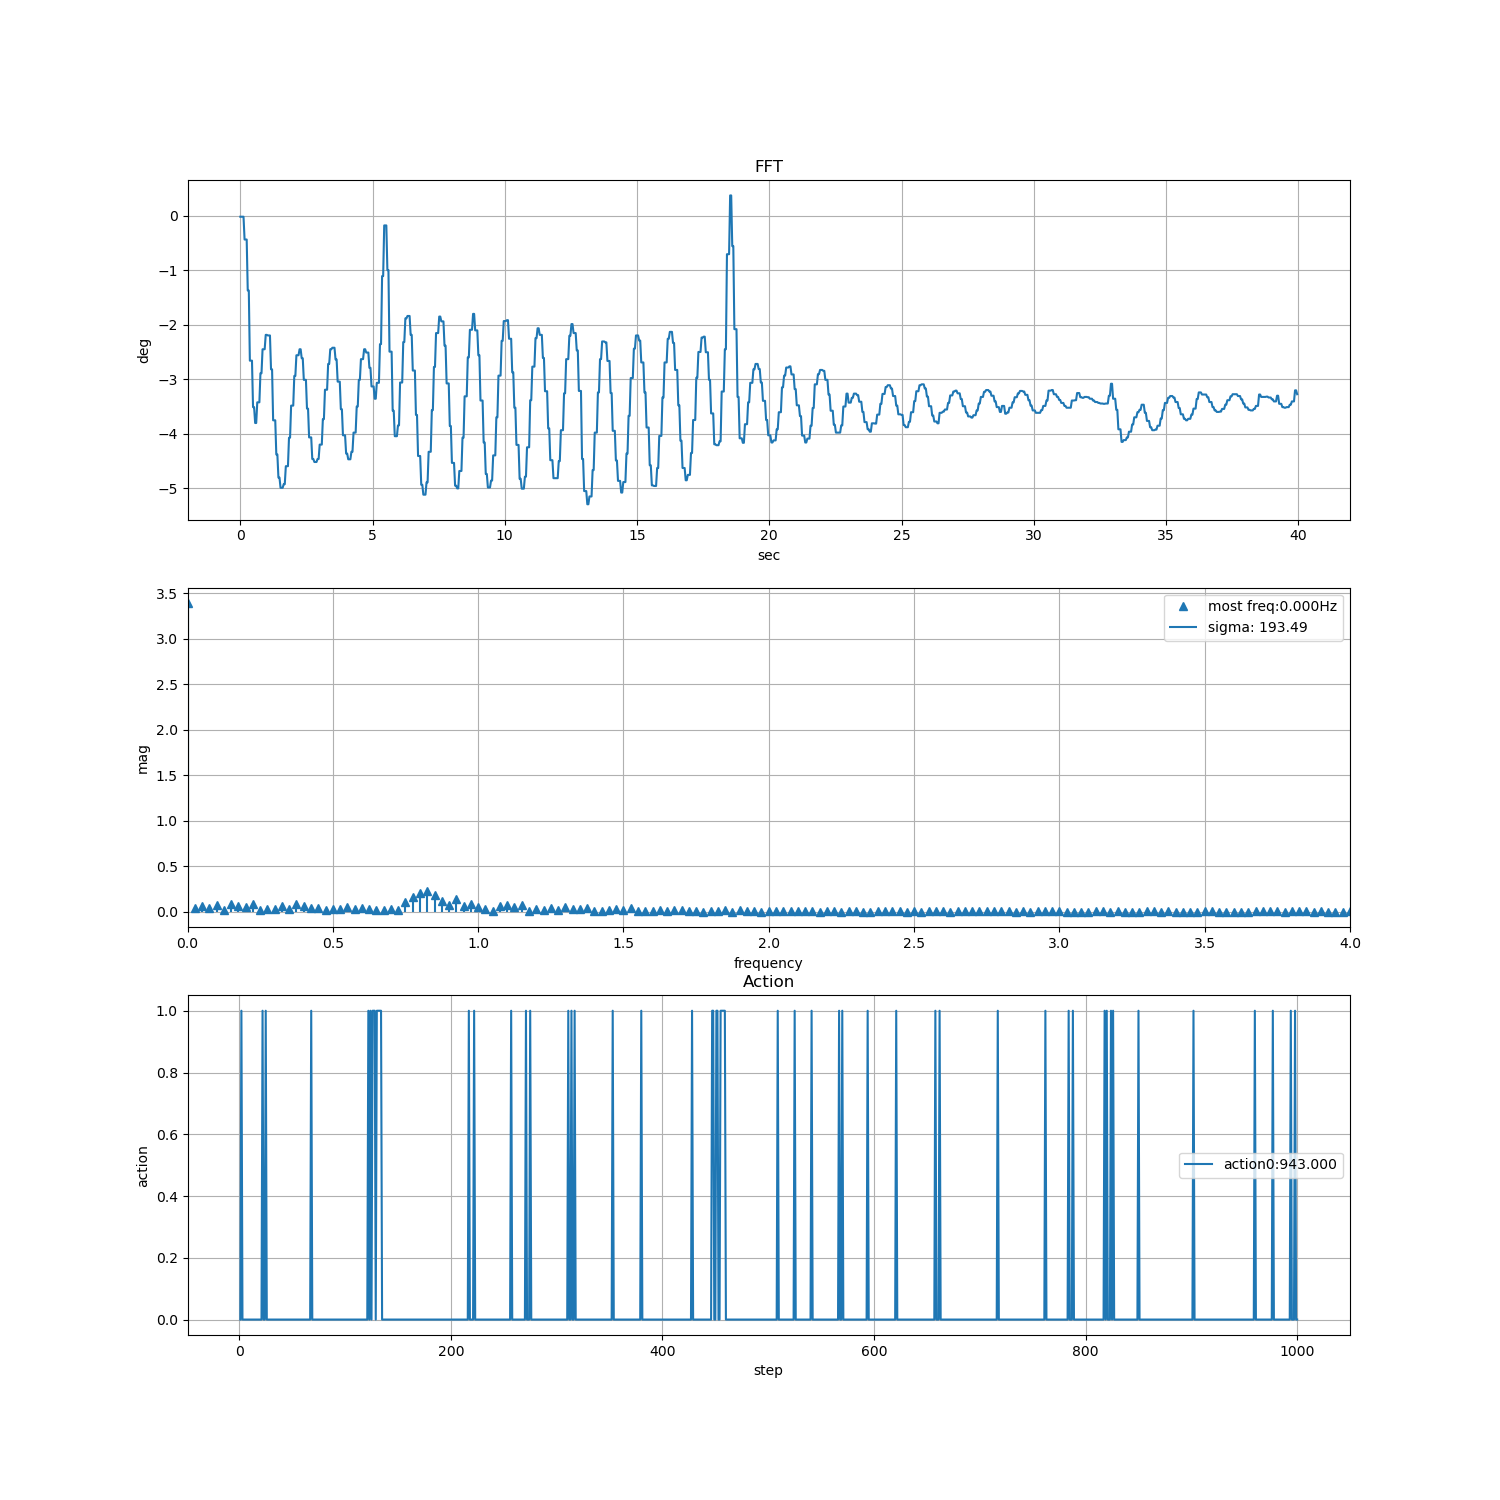 FFT
0
−1
−2
−3
−4
−5
deg
0 5 10 15 20 25 30 35 40
sec
3.5
3.0
2.5
2.0
1.5
1.0
0.5
0.0
mag
most freq:0.000Hz
sigma: 193.49
0.0 0.5 1.0 1.5 2.0 2.5 3.0 3.5 4.0
frequency
Action
1.0
0.8
0.6
0.4
0.2
0.0
action
action0:943.000
0 200 400 600 800 1000
step